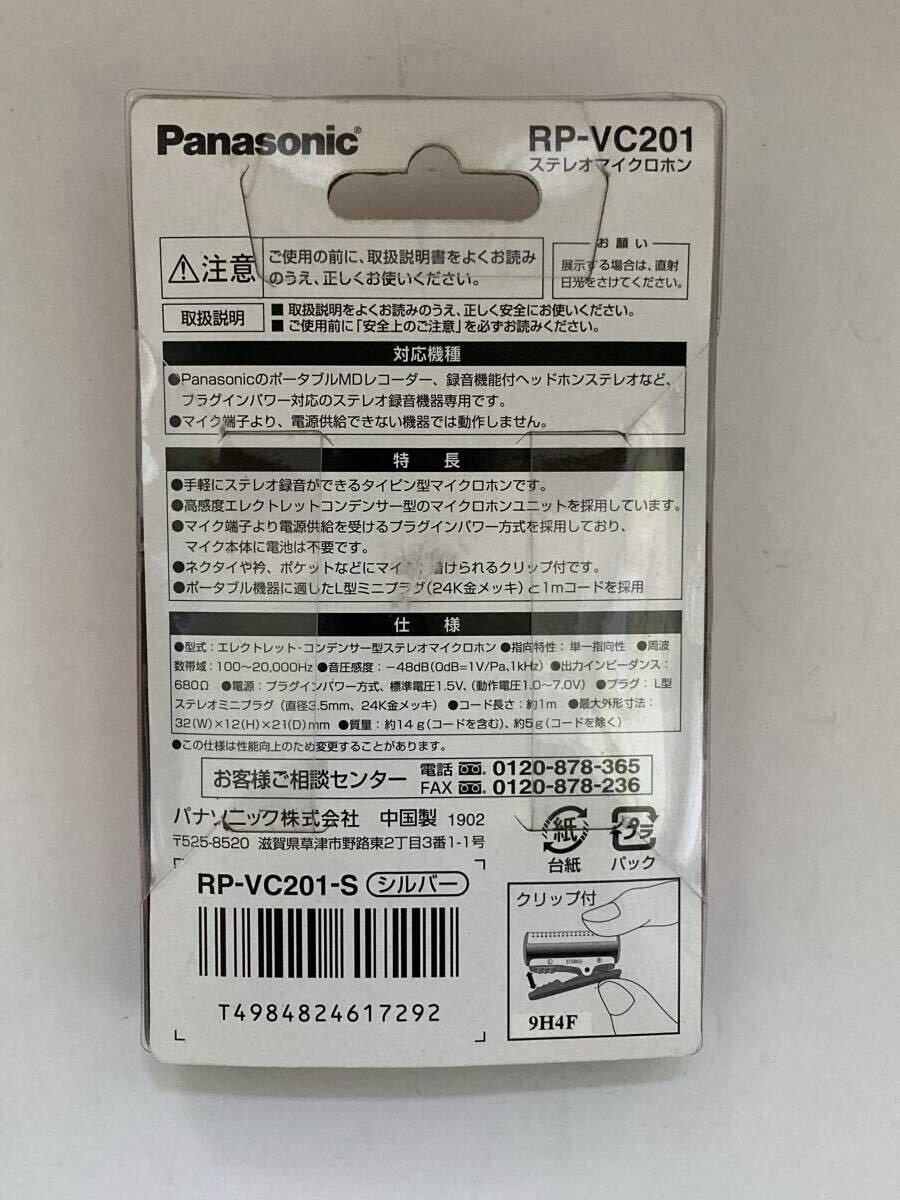 Panasonic®
RP-VC201
ステレオマイクロホン
⚠注意
ご使用の前に、取扱説明書をよくお読み
のうえ、正しくお使いください。
お願い
展示する場合は、直射
日光をさけてください。
取扱説明
■ 取扱説明をよくお読みのうえ、正しく安全にお使いください。
■ ご使用前に「安全上のご注意」を必ずお読みください。
対応機種
●PanasonicのポータブルMDレコーダー、録音機能付ヘッドホンステレオなど、
プラグインパワー対応のステレオ録音機器専用です。
●マイク端子より、電源供給できない機器では動作しません。
特長
●手軽にステレオ録音ができるタイピン型マイクロホンです。
●高感度エレクトレットコンデンサー型のマイクロホンユニットを採用しています。
●マイク端子より電源供給を受けるプラグインパワー方式を採用しており、
マイク本体に電池は不要です。
●ネクタイや衿、ポケットなどにマイ 着けられるクリップ付です。
●ポータブル機器に適したL型ミニプラグ(24K金メッキ)と1mコードを採用
仕様
●型式：エレクトレット・コンデンサー型ステレオマイクロホン ●指向特性：単一指向性 ●周波
数帯域：100～20,000Hz ●音圧感度：－48dB(0dB=1V/Pa,1kHz) ●出力インピーダンス：
680Ω ●電源：プラグインパワー方式、標準電圧1.5V、(動作電圧1.0～7.0V) ●プラグ：L型
ステレオミニプラグ(直径3.5mm、24K金メッキ) ●コード長さ：約1m ●最大外形寸法：
32(W)×12(H)×21(D)mm ●質量：約14g(コードを含む)、約5g(コードを除く)
●この仕様は性能向上のため変更することがあります。
お客様ご相談センター
電話 0120-878-365
FAX 0120-878-236
パナソニック株式会社 中国製 1902
〒525-8520 滋賀県草津市野路東2丁目3番1-1号
紙
台紙
プラ
パック
RP-VC201-S シルバー
T4984824617292
クリップ付
L STEREO R
9H4F